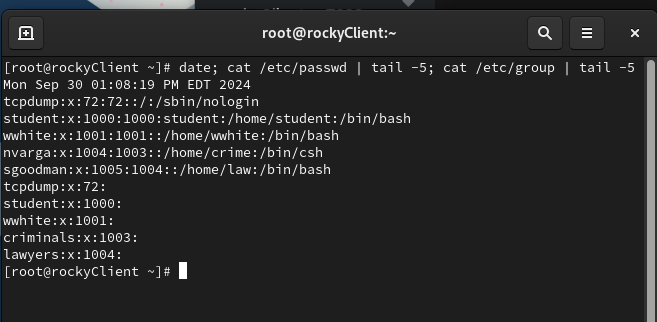 root@rockyClient:~
[root@rockyClient ~]# date; cat /etc/passwd | tail -5; cat /etc/group | tail -5
Mon Sep 30 01:08:19 PM EDT 2024
tcpdump:x:72:72::/:/sbin/nologin
student:x:1000:1000:student:/home/student:/bin/bash
wwhite:x:1001:1001::/home/wwhite:/bin/bash
nvarga:x:1004:1003::/home/crime:/bin/csh
sgoodman:x:1005:1004::/home/law:/bin/bash
tcpdump:x:72:
student:x:1000:
wwhite:x:1001:
criminals:x:1003:
lawyers:x:1004:
[root@rockyClient ~]#